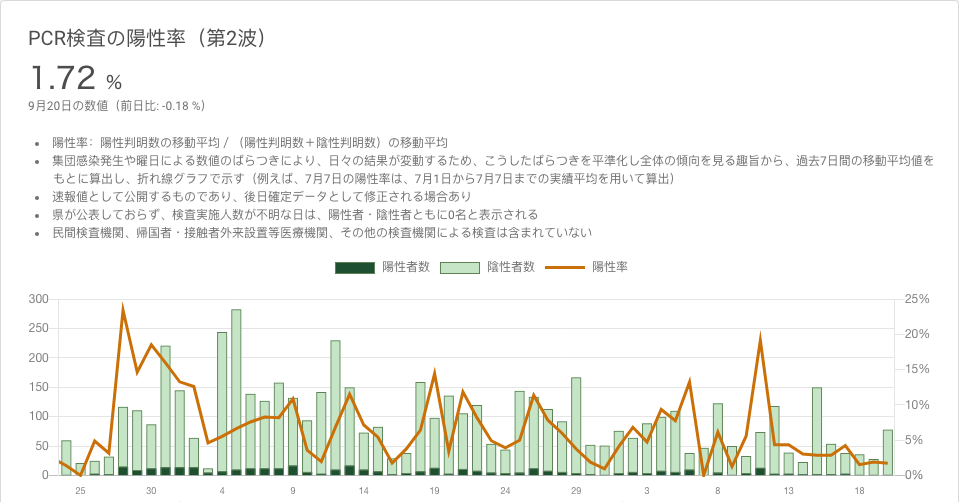 PCR検査の陽性率（第2波）
1.72 %
9月20日の数値（前日比: -0.18 %）
• 陽性率：陽性判明数の移動平均 / （陽性判明数＋陰性判明数）の移動平均
• 集団感染発生や曜日による数値のばらつきにより、日々の結果が変動するため、こうしたばらつきを平準化し全体の傾向を見る趣旨から、過去7日間の移動平均値を
もとに算出し、折れ線グラフで示す（例えば、7月7日の陽性率は、7月1日から7月7日までの実績平均を用いて算出）
• 速報値として公開するものであり、後日確定データとして修正される場合あり
• 県が公表しておらず、検査実施人数が不明な日は、陽性者・陰性者ともに0名と表示される
• 民間検査機関、帰国者・接触者外来設置等医療機関、その他の検査機関による検査は含まれていない
陽性者数 陰性者数 陽性率
300 25%
250
20%
200
15%
150
10%
100
50 5%
0 0%
25 30 4 9 14 19 24 29 3 8 13 18